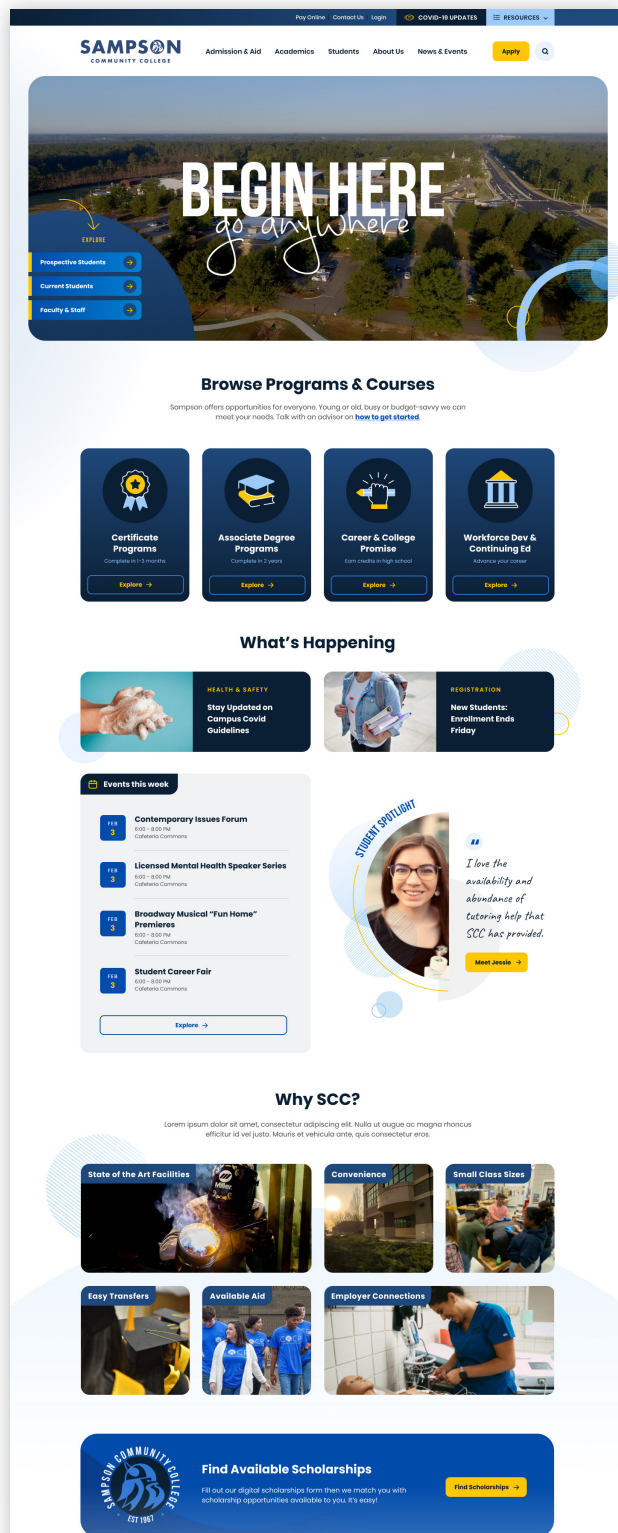 Pay Online Contact Us Login COVID-19 UPDATES RESOURCES
SAMPSON
COMMUNITY COLLEGE
Admission & Aid Academics Students About Us News & Events Apply
BEGIN HERE
go anywhere
EXPLORE
Prospective Students
Current Students
Faculty & Staff
Browse Programs & Courses
Sampson offers opportunities for everyone. Young or old, busy or budget-savvy we can
meet your needs. Talk with an advisor on how to get started.
Certificate
Programs
Complete in 1-3 months
Explore →
Associate Degree
Programs
Complete in 2 years
Explore →
Career & College
Promise
Earn credits in high school
Explore →
Workforce Dev &
Continuing Ed
Advance your career
Explore →
What's Happening
HEALTH & SAFETY
Stay Updated on
Campus Covid
Guidelines
REGISTRATION
New Students:
Enrollment Ends
Friday
Events this week
FEB
3
Contemporary Issues Forum
6:00 - 8:00 PM
Cafeteria Commons
FEB
3
Licensed Mental Health Speaker Series
6:00 - 8:00 PM
Cafeteria Commons
FEB
3
Broadway Musical "Fun Home"
Premieres
6:00 - 8:00 PM
Cafeteria Commons
FEB
3
Student Career Fair
6:00 - 8:00 PM
Cafeteria Commons
Explore →
STUDENT SPOTLIGHT
"
I love the
availability and
abundance of
tutoring help that
SCC has provided.
Meet Jessie →
Why SCC?
Lorem ipsum dolor sit amet, consectetur adipiscing elit. Nulla ut augue ac magna rhoncus
efficitur id vel justo. Mauris et vehicula ante, quis consectetur eros.
State of the Art Facilities
Miller
Convenience
Small Class Sizes
Easy Transfers
Available Aid
Employer Connections
SAMPSON COMMUNITY COLLEGE
EST 1967
Find Available Scholarships
Fill out our digital scholarships form then we match you with
scholarship opportunities available to you. It's easy!
Find Scholarships →